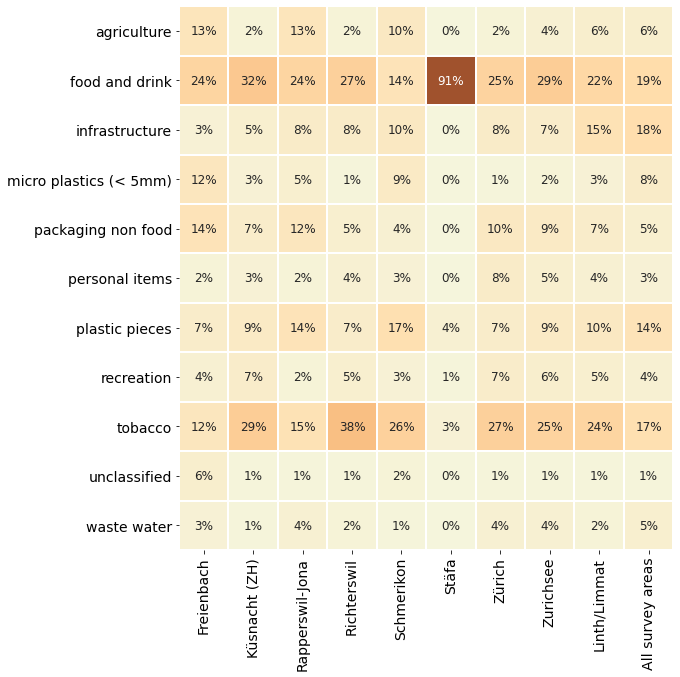 agriculture 13% 2% 13% 2% 10% 0% 2% 4% 6% 6%
food and drink 24% 32% 24% 27% 14% 91% 25% 29% 22% 19%
infrastructure 3% 5% 8% 8% 10% 0% 8% 7% 15% 18%
micro plastics (< 5mm) 12% 3% 5% 1% 9% 0% 1% 2% 3% 8%
packaging non food 14% 7% 12% 5% 4% 0% 10% 9% 7% 5%
personal items 2% 3% 2% 4% 3% 0% 8% 5% 4% 3%
plastic pieces 7% 9% 14% 7% 17% 4% 7% 9% 10% 14%
recreation 4% 7% 2% 5% 3% 1% 7% 6% 5% 4%
tobacco 12% 29% 15% 38% 26% 3% 27% 25% 24% 17%
unclassified 6% 1% 1% 1% 2% 0% 1% 1% 1% 1%
waste water 3% 1% 4% 2% 1% 0% 4% 4% 2% 5%
Freienbach
Küsnacht (ZH)
Rapperswil-Jona
Richterswil
Schmerikon
Stäfa
Zürich
Zurichsee
Linth/Limmat
All survey areas